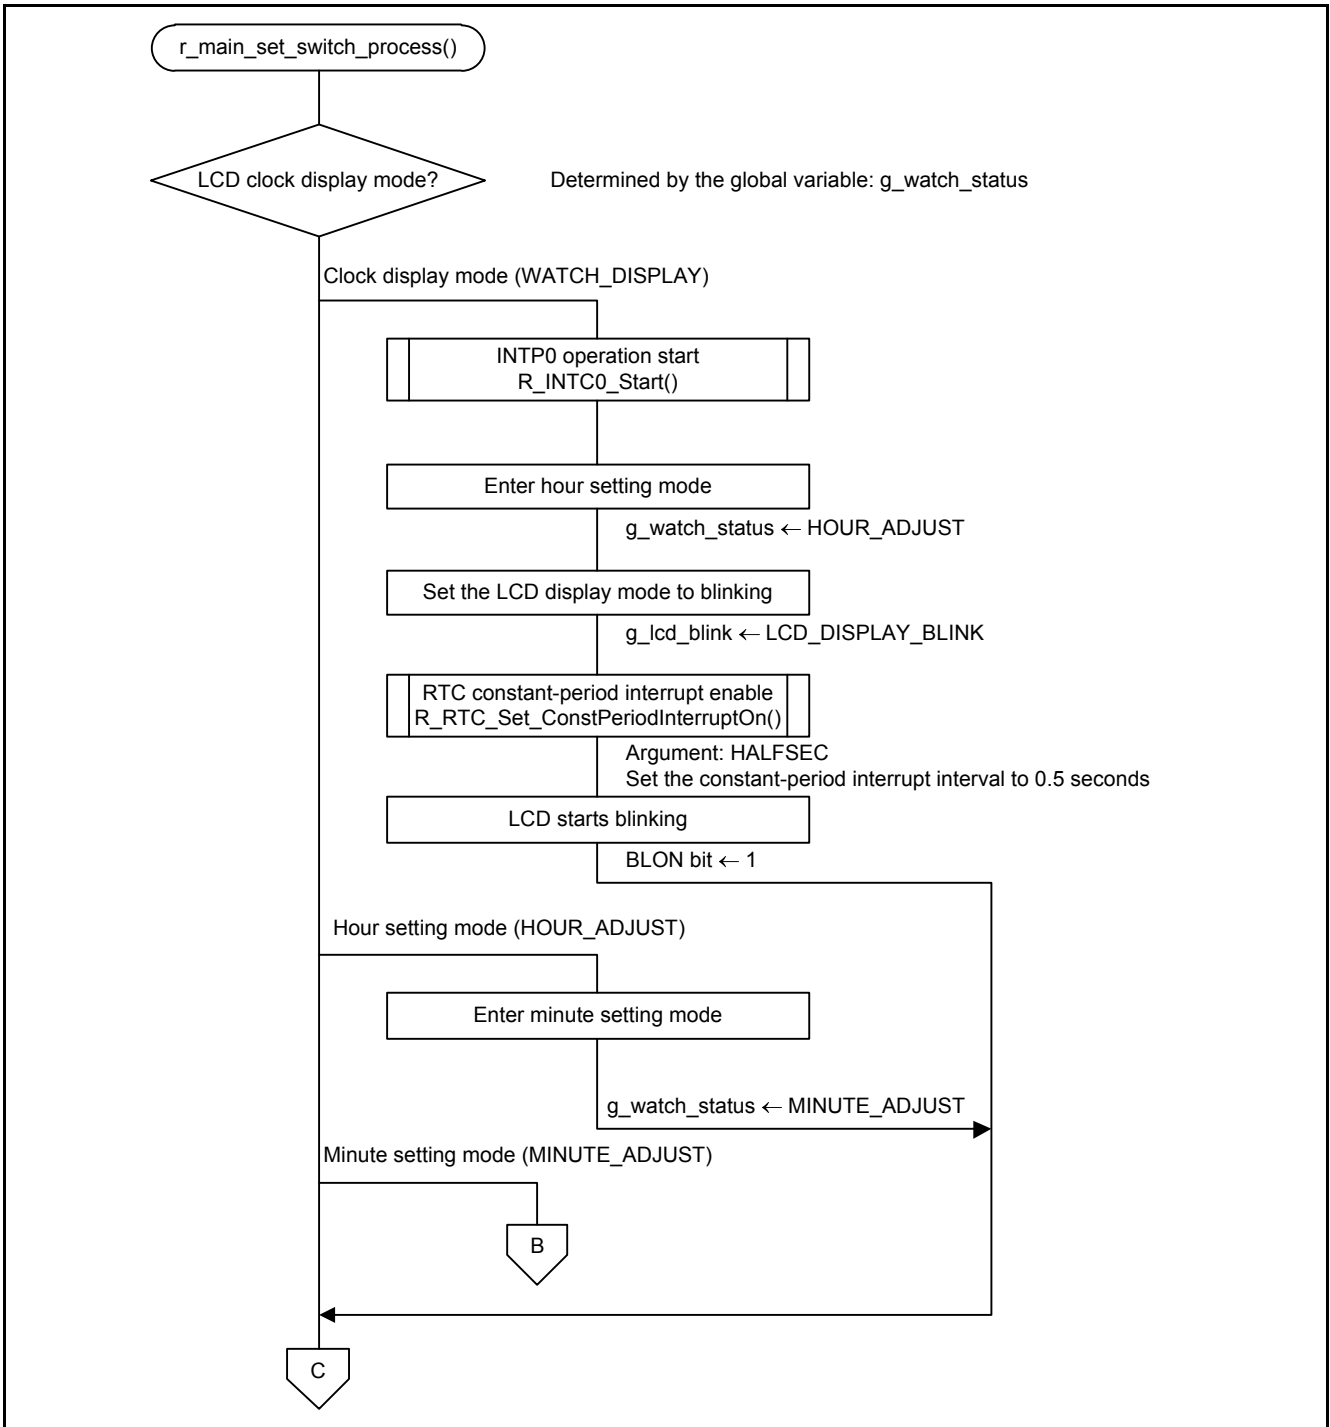 r_main_set_switch_process()
LCD clock display mode?
Determined by the global variable: g_watch_status
Clock display mode (WATCH_DISPLAY)
INTP0 operation start
R_INTC0_Start()
Enter hour setting mode
g_watch_status ← HOUR_ADJUST
Set the LCD display mode to blinking
g_lcd_blink ← LCD_DISPLAY_BLINK
RTC constant-period interrupt enable
R_RTC_Set_ConstPeriodInterruptOn()
Argument: HALFSEC
Set the constant-period interrupt interval to 0.5 seconds
LCD starts blinking
BLON bit ← 1
Hour setting mode (HOUR_ADJUST)
Enter minute setting mode
g_watch_status ← MINUTE_ADJUST
Minute setting mode (MINUTE_ADJUST)
B
C